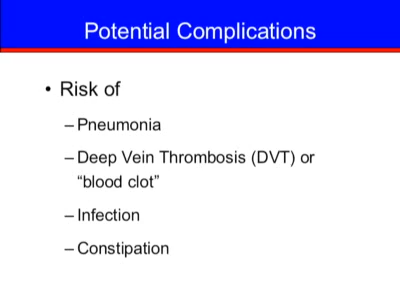 Potential Complications
• Risk of
– Pneumonia
– Deep Vein Thrombosis (DVT) or
“blood clot”
– Infection
– Constipation